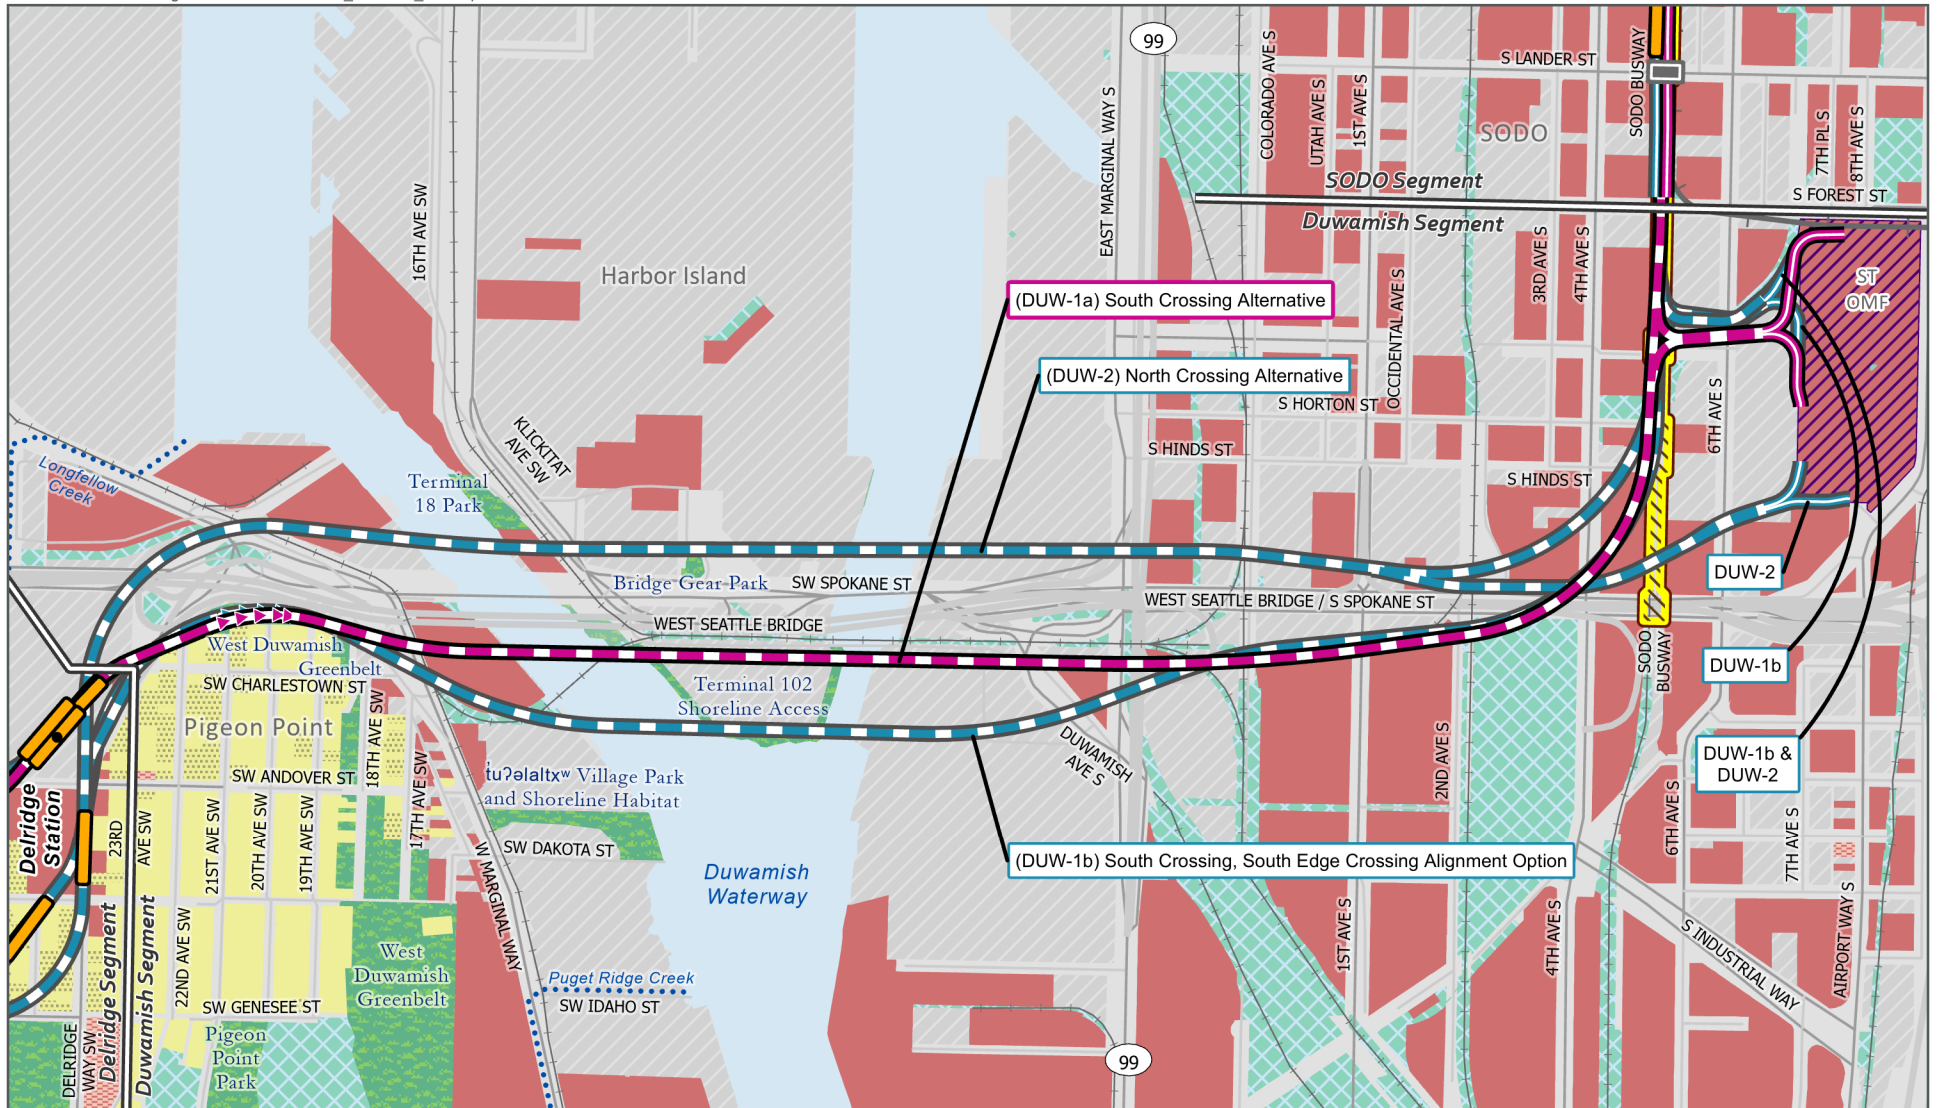 99
S LANDER ST
COLORADO AVE S
UTAH AVE S
1ST AVE S
SODO BUSWAY
7TH PL S
8TH AVE S
SODO
EAST MARGINAL WAY S
16TH AVE SW
SODO Segment
Duwamish Segment
S FOREST ST
3RD AVE S
4TH AVE S
ST
OMF
Harbor Island
(DUW-1a) South Crossing Alternative
OCCIDENTAL AVE S
(DUW-2) North Crossing Alternative
S HORTON ST
6TH AVE S
KLICKITAT
AVE SW
S HINDS ST
S HINDS ST
Longfellow
Creek
Terminal
18 Park
Bridge Gear Park
SW SPOKANE ST
WEST SEATTLE BRIDGE / S SPOKANE ST
DUW-2
WEST SEATTLE BRIDGE
West Duwamish
Greenbelt
SODO
BUSWAY
DUW-1b
SW CHARLESTOWN ST
Terminal 102
Shoreline Access
Pigeon Point
18TH AVE SW
DUWAMISH
AVE S
2ND AVE S
DUW-1b &
DUW-2
SW ANDOVER ST
17TH AVE SW
t̓uʔəlaltxʷ Village Park
and Shoreline Habitat
Delridge
Station
23RD
AVE SW
21ST AVE SW
20TH AVE SW
19TH AVE SW
W MARGINAL WAY
SW DAKOTA ST
6TH AVE S
7TH AVE S
(DUW-1b) South Crossing, South Edge Crossing Alignment Option
Duwamish
Waterway
Delridge Segment
Duwamish Segment
22ND AVE SW
West
Duwamish
Greenbelt
1ST AVE S
4TH AVE S
S INDUSTRIAL WAY
AIRPORT WAY S
Puget Ridge Creek
SW IDAHO ST
SW GENESEE ST
Pigeon
Point
Park
DELRIDGE
WAY SW
99